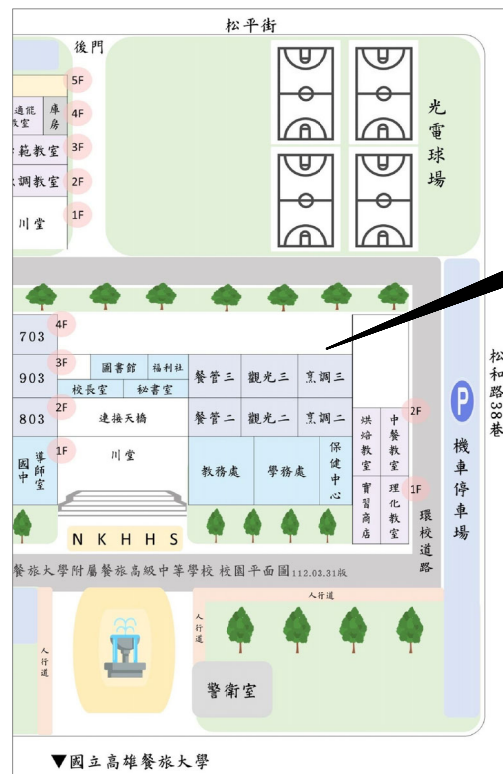 松平街
後門
5F
庫房
4F
範教室
3F
調教室
2F
川堂
1F
光電球場
703
4F
903
3F
圖書館
福利社
校長室
秘書室
餐管三
觀光三
烹調三
803
2F
連接天橋
餐管二
觀光二
烹調二
國中
導師室
1F
川堂
教務處
學務處
保健中心
烘焙教室
中餐教室
2F
實習商店
理化教室
1F
環校道路
P
機車停車場
松和路38巷
NKHHS
餐旅大學附屬餐旅高級中等學校 校園平面圖112.03.31版
人行道
人行道
人行道
警衛室
▼國立高雄餐旅大學